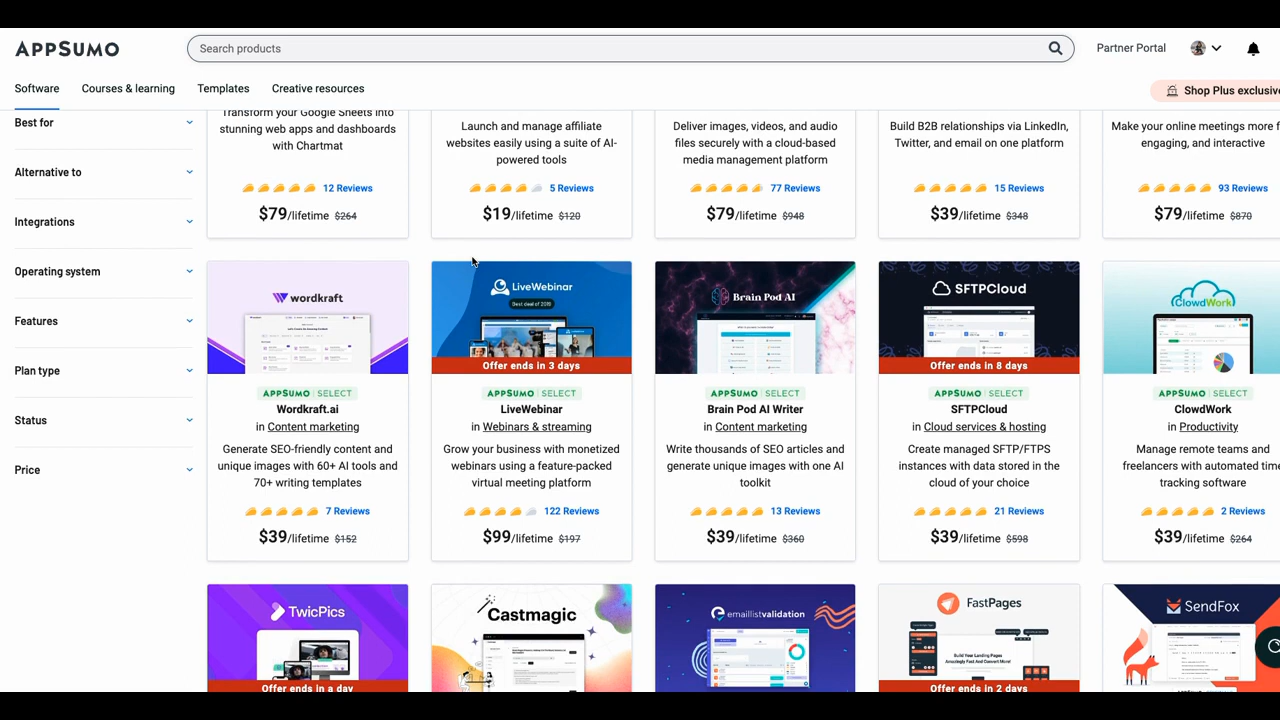 APPSUMO
Search products
Partner Portal
Software
Courses & learning
Templates
Creative resources
Shop Plus exclusive
Best for
Alternative to
Integrations
Operating system
Features
Plan type
Status
Price
Transform your Google Sheets into
stunning web apps and dashboards
with Chartmat
12 Reviews
$79/lifetime $264
Launch and manage affiliate
websites easily using a suite of AI-
powered tools
5 Reviews
$19/lifetime $120
Deliver images, videos, and audio
files securely with a cloud-based
media management platform
77 Reviews
$79/lifetime $948
Build B2B relationships via LinkedIn,
Twitter, and email on one platform
15 Reviews
$39/lifetime $348
Make your online meetings more f
engaging, and interactive
93 Reviews
$79/lifetime $870
wordkraft
APPSUMO SELECT
Wordkraft.ai
in Content marketing
Generate SEO-friendly content and
unique images with 60+ AI tools and
70+ writing templates
7 Reviews
$39/lifetime $152
LiveWebinar
Best deal of 2019
Offer ends in 3 days
APPSUMO SELECT
LiveWebinar
in Webinars & streaming
Grow your business with monetized
webinars using a feature-packed
virtual meeting platform
122 Reviews
$99/lifetime $197
Brain Pod AI
APPSUMO SELECT
Brain Pod AI Writer
in Content marketing
Write thousands of SEO articles and
generate unique images with one AI
toolkit
13 Reviews
$39/lifetime $360
SFTPCloud
Offer ends in 8 days
APPSUMO SELECT
SFTPCloud
in Cloud services & hosting
Create managed SFTP/FTPS
instances with data stored in the
cloud of your choice
21 Reviews
$39/lifetime $598
ClowdWork
APPSUMO SELECT
ClowdWork
in Productivity
Manage remote teams and
freelancers with automated time
tracking software
2 Reviews
$39/lifetime $264
TwicPics
Offer ends in a day
Castmagic
emaillistvalidation
FastPages
Build Your Landing Pages
Amazingly Fast And Convert More!
Offer ends in 2 days
SendFox